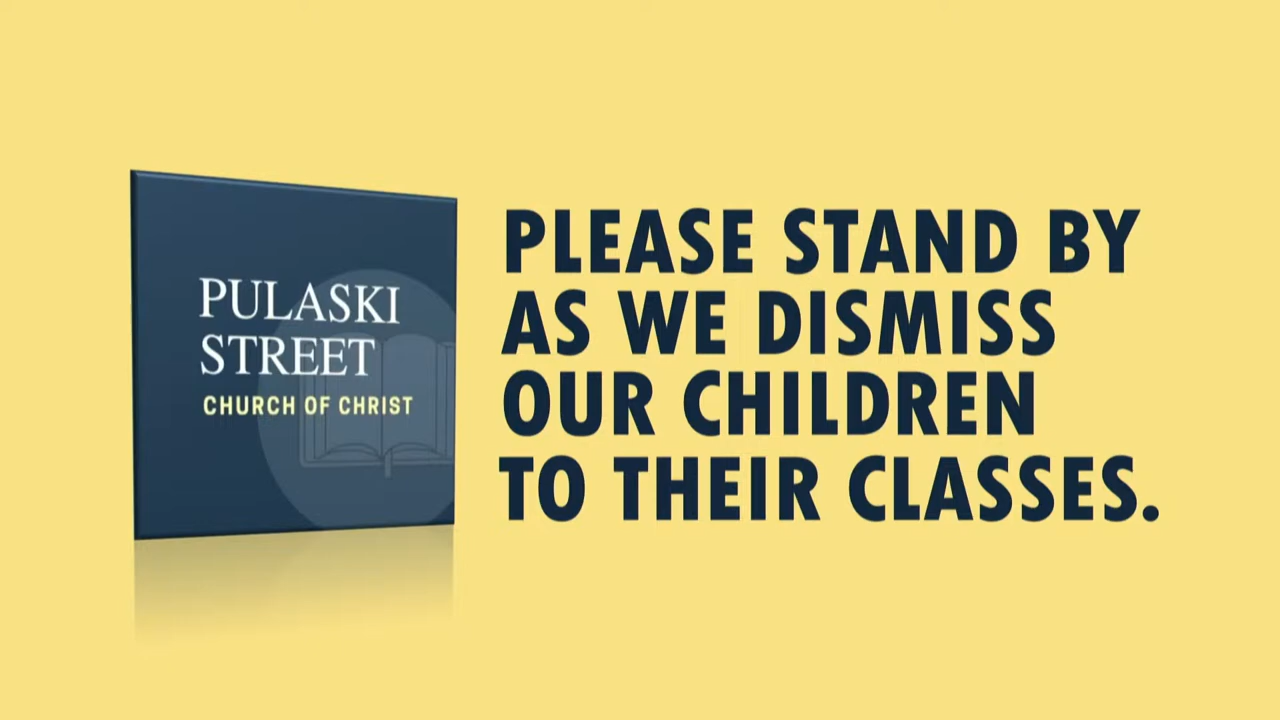 PULASKI
STREET
CHURCH OF CHRIST
PLEASE STAND BY
AS WE DISMISS
OUR CHILDREN
TO THEIR CLASSES.